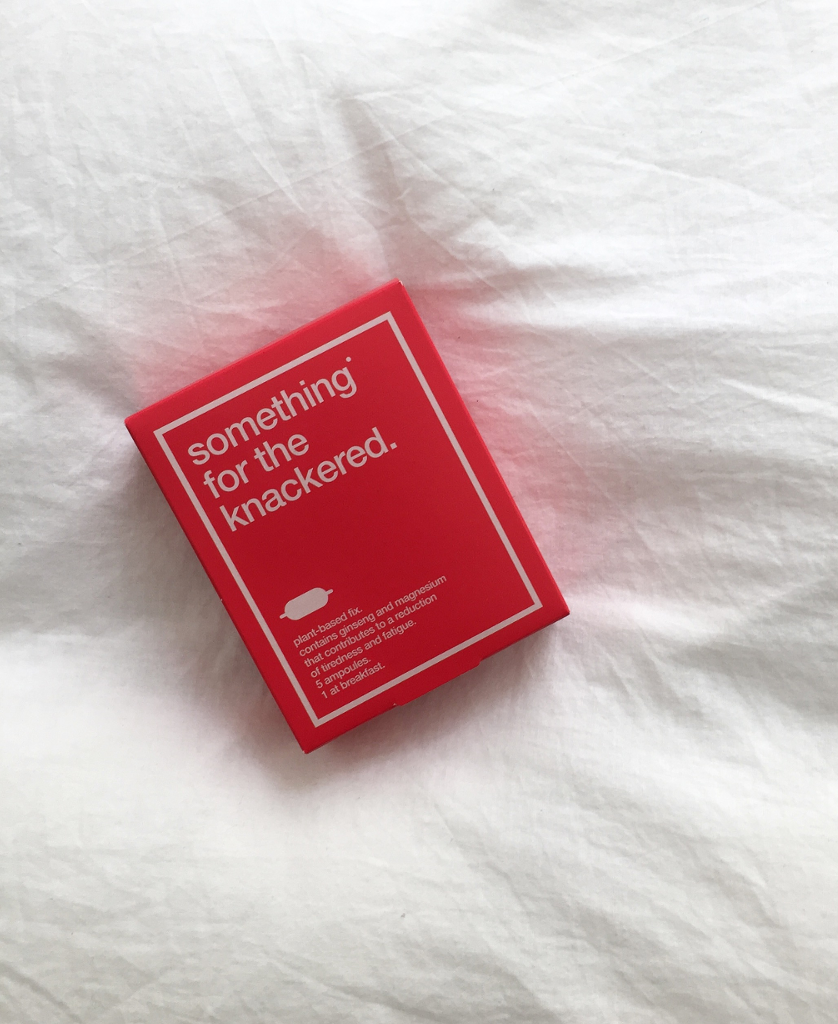 something°
for the
knackered.
plant-based fix.
contains ginseng and magnesium
that contributes to a reduction
of tiredness and fatigue.
5 ampoules.
1 at breakfast.